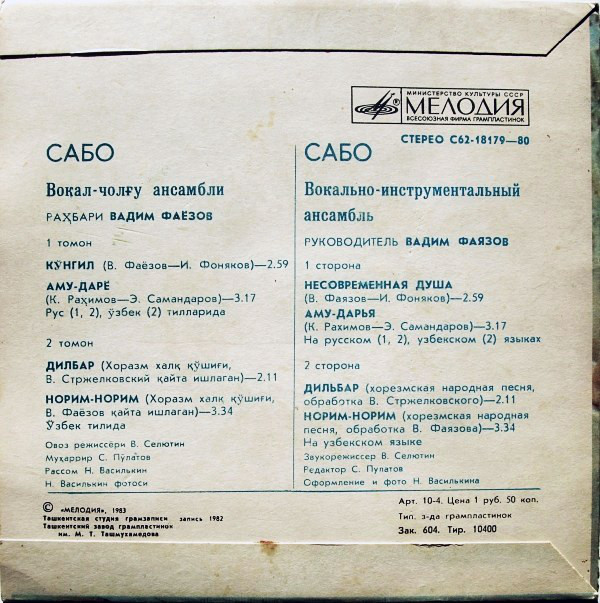 МИНИСТЕРСТВО КУЛЬТУРЫ СССР
МЕЛОДИЯ
ВСЕСОЮЗНАЯ ФИРМА ГРАМПЛАСТИНОК
СТЕРЕО С62-18179—80
САБО
Воқал-чолғу ансамбли
РАҲБАРИ ВАДИМ ФАЁЗОВ
1 томон
КЎНГИЛ (В. Фаёзов—И. Фоняков)—2.59
АМУ-ДАРЁ
(К. Раҳимов—Э. Самандаров)—3.17
Рус (1, 2), ўзбек (2) тилларида
2 томон
ДИЛБАР (Хоразм халқ қўшиғи,
В. Стржелковский қайта ишлаган)—2.11
НОРИМ-НОРИМ (Хоразм халқ қўшиғи,
В. Фаёзов қайта ишлаган)—3.34
Ўзбек тилида
Овоз режиссёри В. Селютин
Муҳаррир С. Пўлатов
Рассом Н. Василькин
Н. Василькин фотоси
САБО
Вокально-инструментальный
ансамбль
РУКОВОДИТЕЛЬ ВАДИМ ФАЯЗОВ
1 сторона
НЕСОВРЕМЕННАЯ ДУША
(В. Фаязов—И. Фоняков)—2.59
АМУ-ДАРЬЯ
(К. Рахимов—Э. Самандаров)—3.17
На русском (1, 2), узбекском (2) языках
2 сторона
ДИЛЬБАР (хорезмская народная песня,
обработка В. Стржелковского)—2.11
НОРИМ-НОРИМ (хорезмская народная
песня, обработка В. Фаязова)—3.34
На узбекском языке
Звукорежиссер В. Селютин
Редактор С. Пулатов
Оформление и фото Н. Василькина
© «МЕЛОДИЯ», 1983
Ташкентская студия грамзаписи запись 1982
Ташкентский завод грампластинок
им. М. Т. Ташмухамедова
Арт. 10-4. Цена 1 руб. 50 коп.
Тип. з-да грампластинок
Зак. 604. Тир. 10400